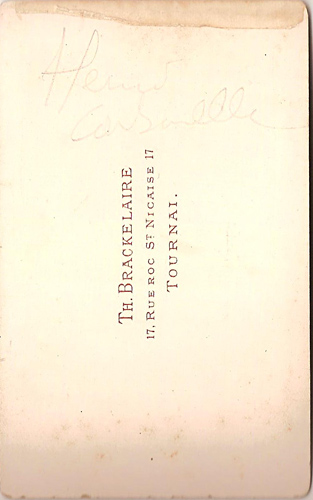 Henri
TH. BRACKELAIRE
17, RUE ROC ST NICAISE 17
TOURNAI.